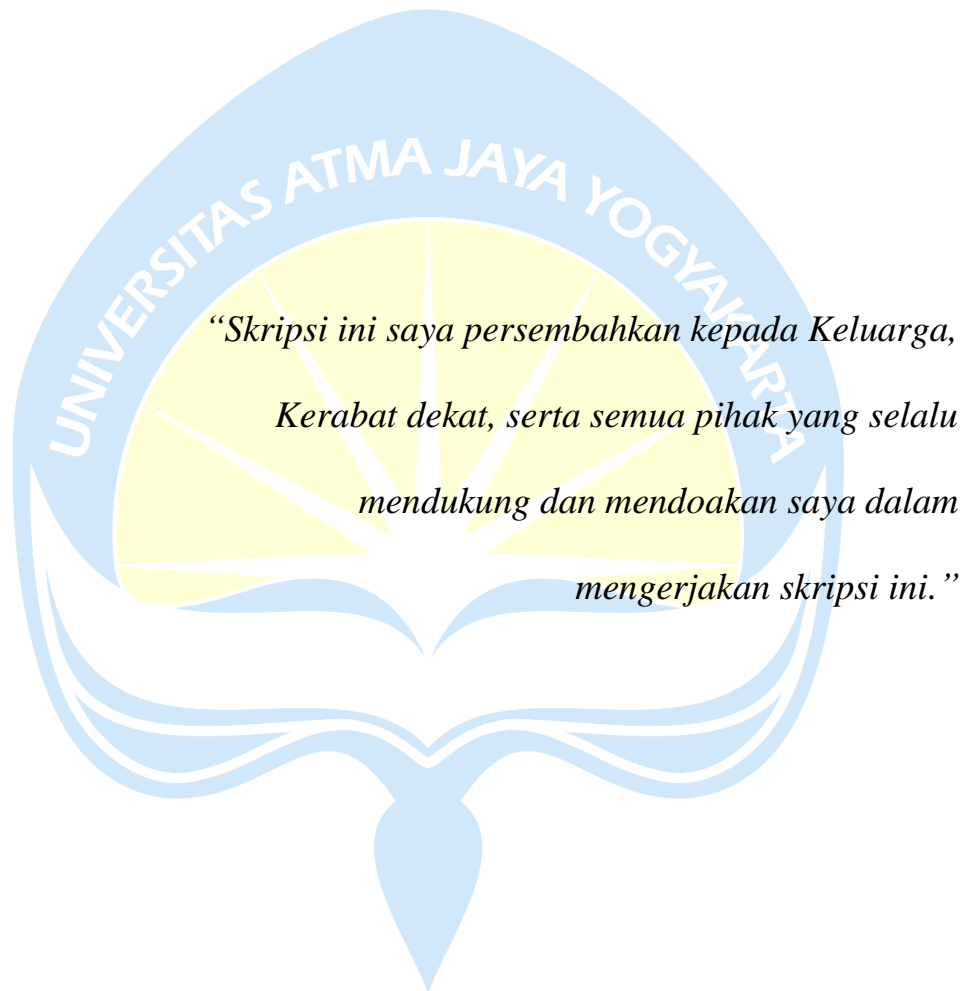 UNIVERSITAS ATMA JAYA YOGYAKARTA
“Skripsi ini saya persembahkan kepada Keluarga,
Kerabat dekat, serta semua pihak yang selalu
mendukung dan mendoakan saya dalam
mengerjakan skripsi ini.”